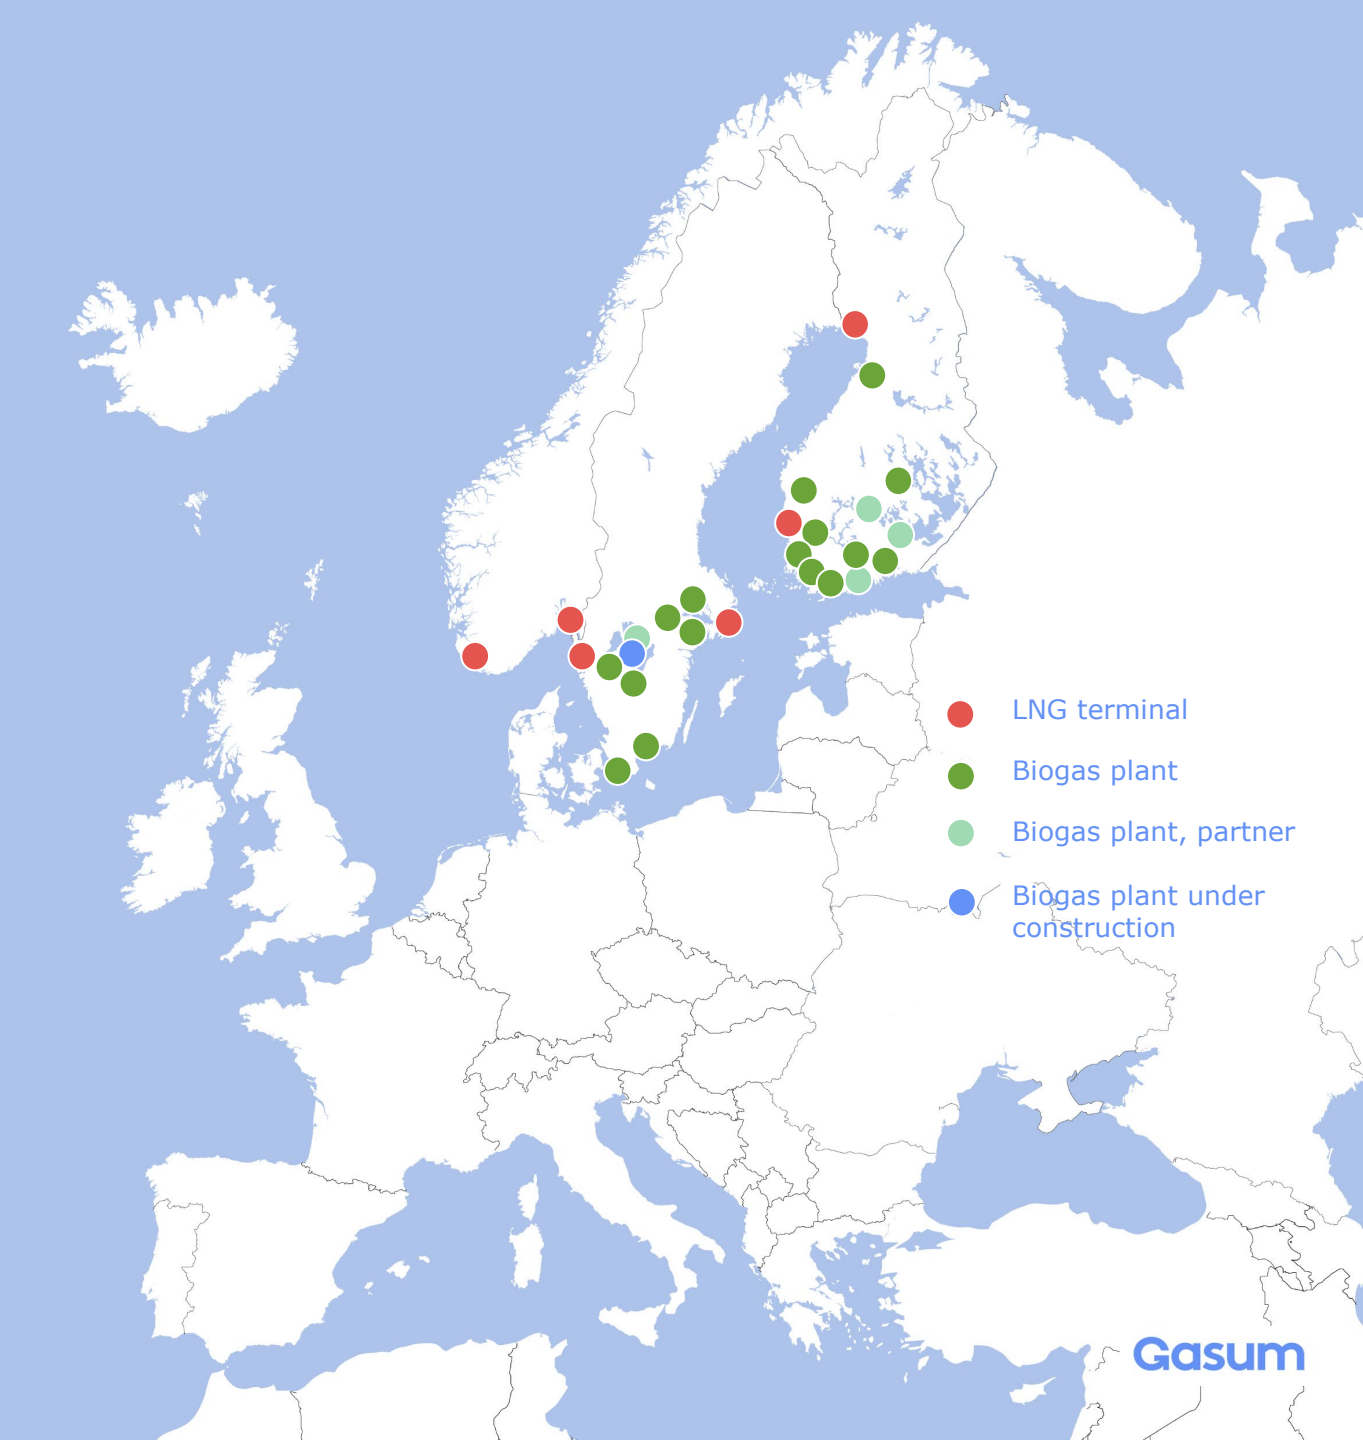 LNG terminal
Biogas plant
Biogas plant, partner
Biogas plant under
construction
Gasum